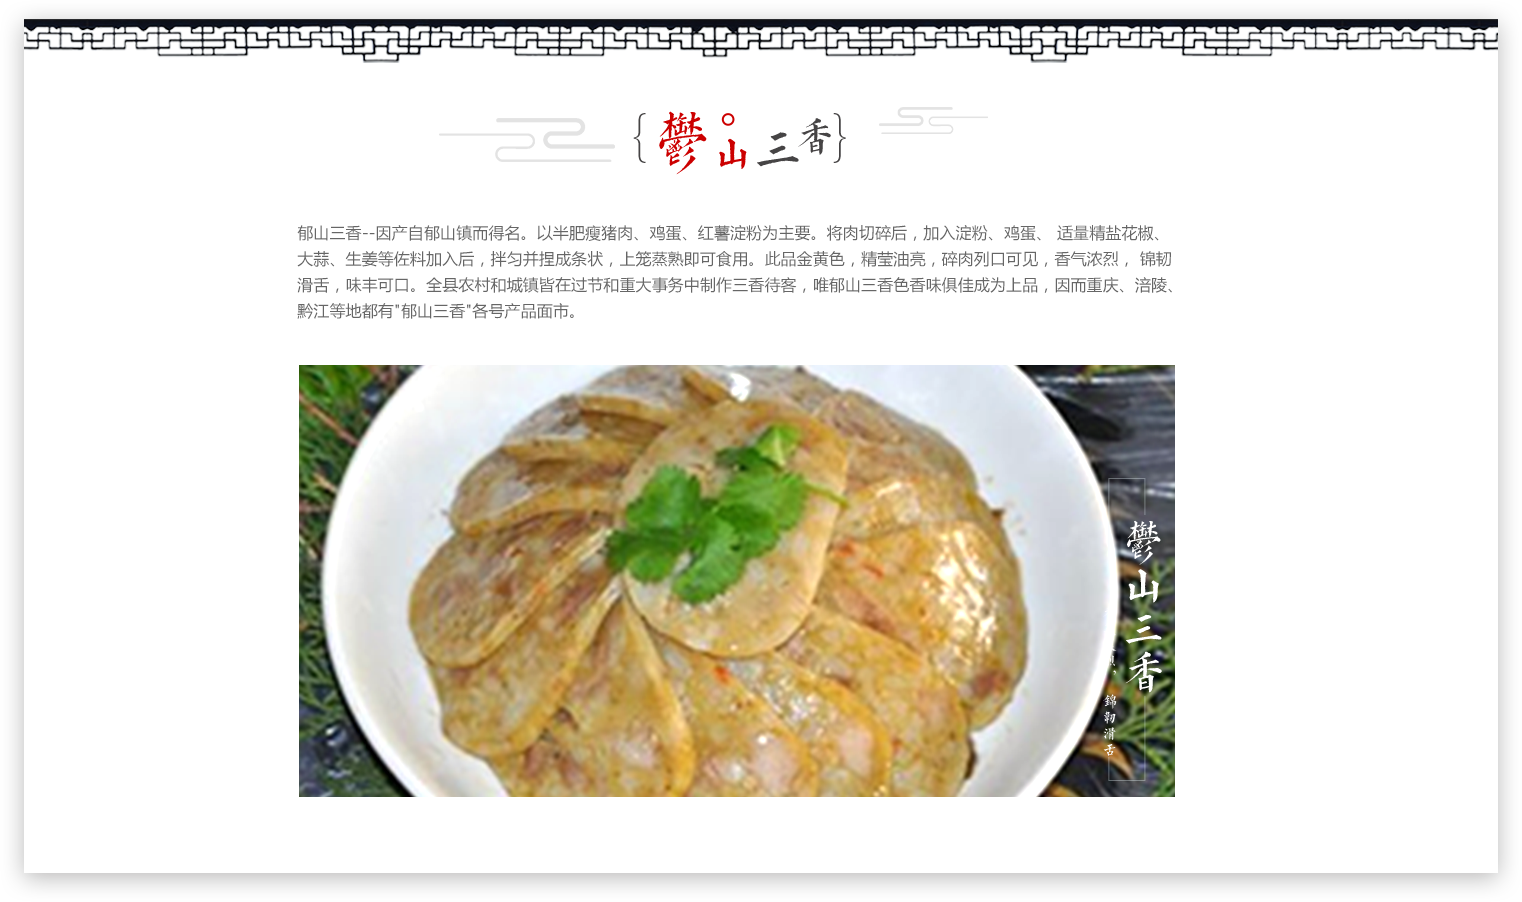 {鬱山三香}
郁山三香--因产自郁山镇而得名。以半肥瘦猪肉、鸡蛋、红薯淀粉为主要。将肉切碎后，加入淀粉、鸡蛋、 适量精盐花椒、
大蒜、生姜等佐料加入后，拌匀并捏成条状，上笼蒸熟即可食用。此品金黄色，精莹油亮，碎肉列口可见，香气浓烈， 锦韧
滑舌，味丰可口。全县农村和城镇皆在过节和重大事务中制作三香待客，唯郁山三香色香味俱佳成为上品，因而重庆、涪陵、
黔江等地都有"郁山三香"各号产品面市。
鬱山三香
錦韌滑舌